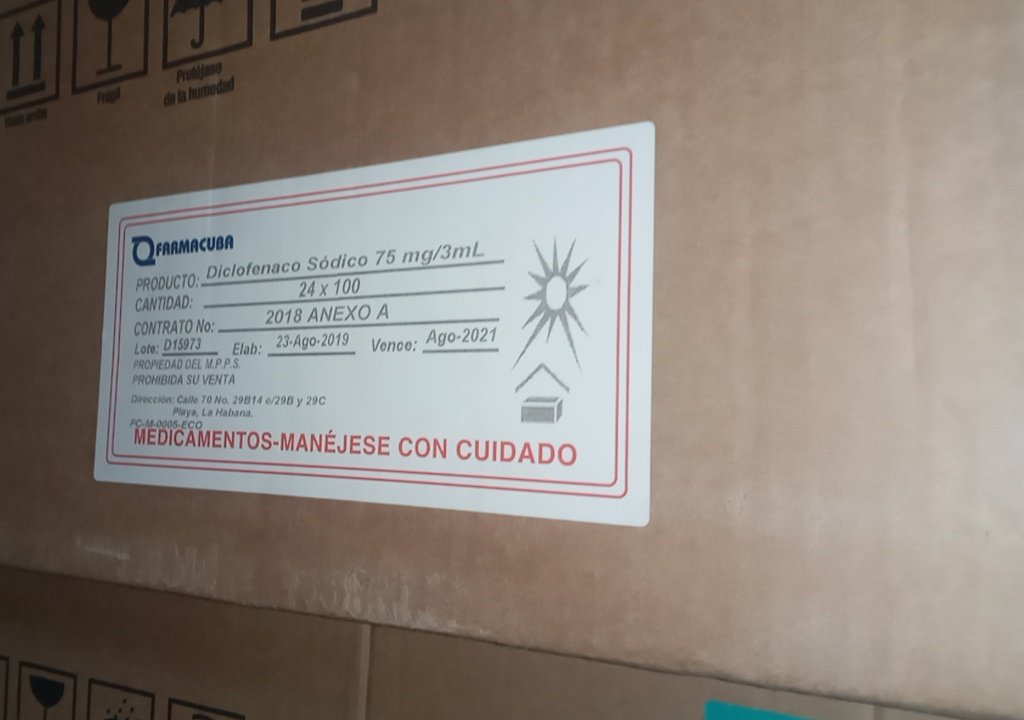 Frágil
Protéjase
de la humedad
FARMACUBA
PRODUCTO: Diclofenaco Sódico 75 mg/3mL
CANTIDAD: 24 x 100
CONTRATO No: 2018 ANEXO A
Lote: D15973 Elab: 23-Ago-2019 Vence: Ago-2021
PROPIEDAD DEL M.P.P.S.
PROHIBIDA SU VENTA
Dirección: Calle 70 No. 29B14 e/29B y 29C
Playa, La Habana.
FC-M-0005-ECO
MEDICAMENTOS-MANÉJESE CON CUIDADO